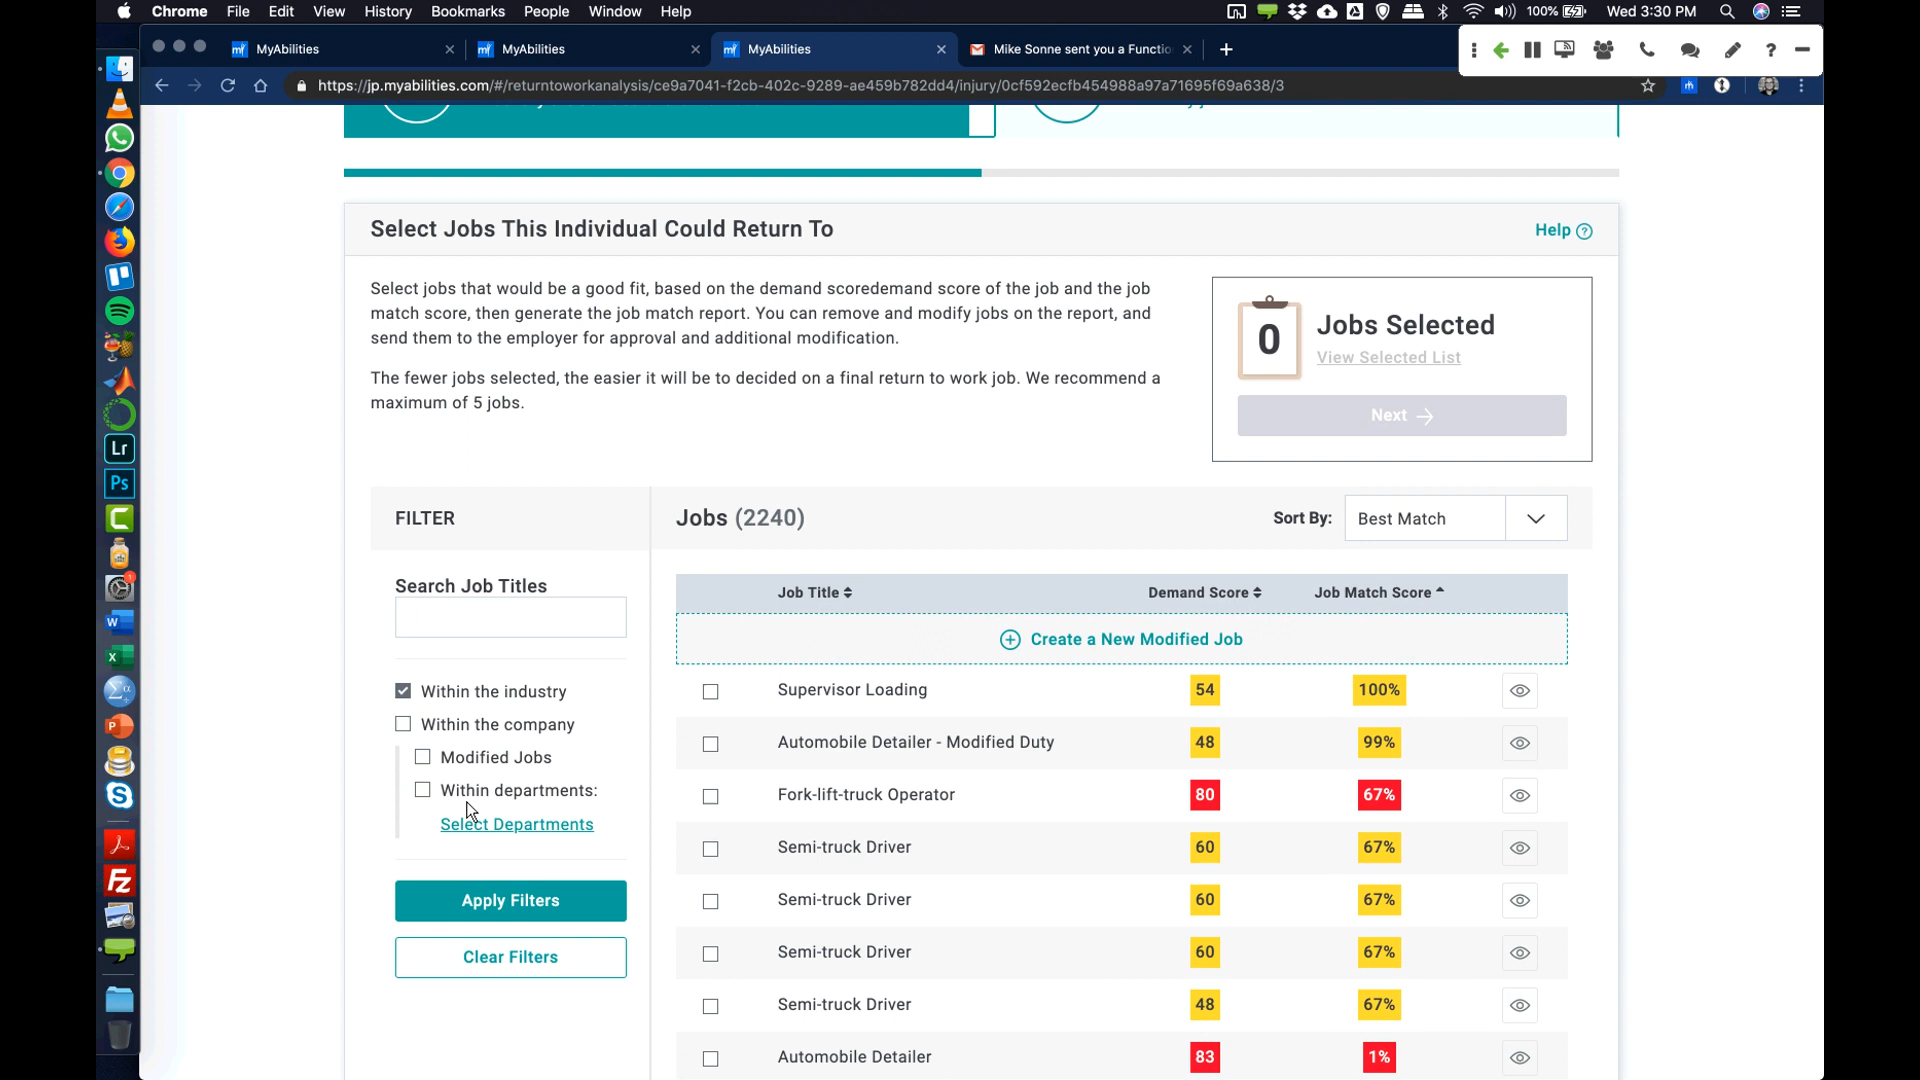 Chrome File Edit View History Bookmarks People Window Help 100% Wed 3:30 PM
MyAbilities MyAbilities MyAbilities Mike Sonne sent you a Functio
https://jp.myabilities.com/#/returntoworkanalysis/ce9a7041-f2cb-402c-9289-ae459b782dd4/injury/0cf592ecfb454988a97a71695f69a638/3
Select Jobs This Individual Could Return To
Help ?
Select jobs that would be a good fit, based on the demand scoredemand score of the job and the job
match score, then generate the job match report. You can remove and modify jobs on the report, and
send them to the employer for approval and additional modification.
The fewer jobs selected, the easier it will be to decided on a final return to work job. We recommend a
maximum of 5 jobs.
0
Jobs Selected
View Selected List
Next
FILTER
Search Job Titles
Within the industry
Within the company
Modified Jobs
Within departments:
Select Departments
Apply Filters
Clear Filters
Jobs (2240)
Sort By: Best Match
Job Title Demand Score Job Match Score
Create a New Modified Job
Supervisor Loading 54 100%
Automobile Detailer - Modified Duty 48 99%
Fork-lift-truck Operator 80 67%
Semi-truck Driver 60 67%
Semi-truck Driver 60 67%
Semi-truck Driver 60 67%
Semi-truck Driver 48 67%
Automobile Detailer 83 1%
Lr
Ps
1